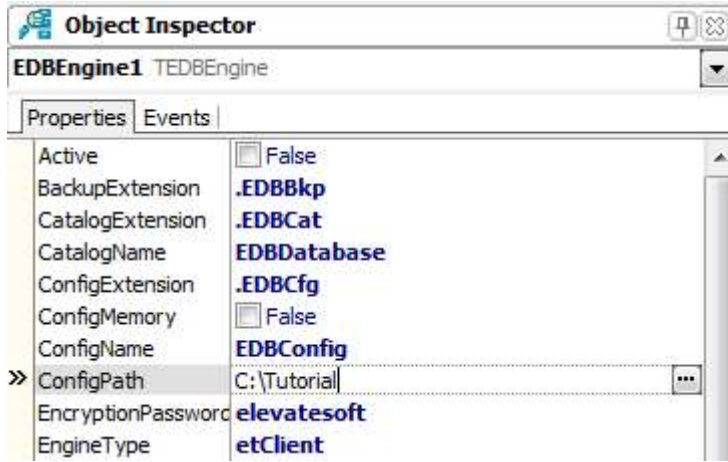 Object Inspector
EDBEngine1 TEDBEngine
Properties Events
Active False
BackupExtension .EDBBkp
CatalogExtension .EDBCat
CatalogName EDBDatabase
ConfigExtension .EDBCfg
ConfigMemory False
ConfigName EDBConfig
» ConfigPath C:\Tutorial ...
EncryptionPassword elevatesoft
EngineType etClient